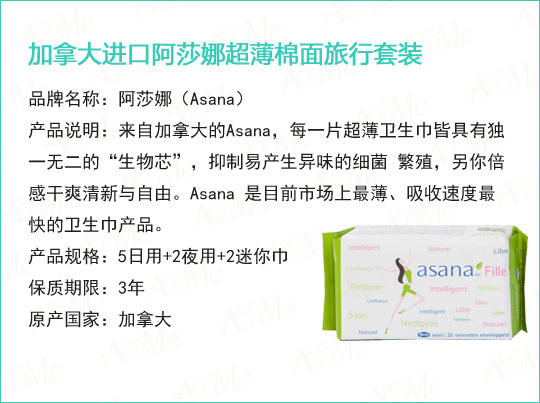 加拿大进口阿莎娜超薄棉面旅行套装
品牌名称：阿莎娜（Asana）
产品说明：来自加拿大的Asana，每一片超薄卫生巾皆具有独
一无二的“生物芯”，抑制易产生异味的细菌 繁殖，另你倍
感干爽清新与自由。Asana 是目前市场上最薄、吸收速度最
快的卫生巾产品。
产品规格：5日用+2夜用+2迷你巾
保质期限：3年
原产国家：加拿大
Intelligent
Naturel
Libre
Confiance
asana
Fille
Nettoyer
Intelligent
Nettoyer
Confiance
Sain
Libre
Intelligent
Libre
Sain
Nettoyer
Intelligent
Naturel
Naturel
mini / 20 serviettes enveloppées